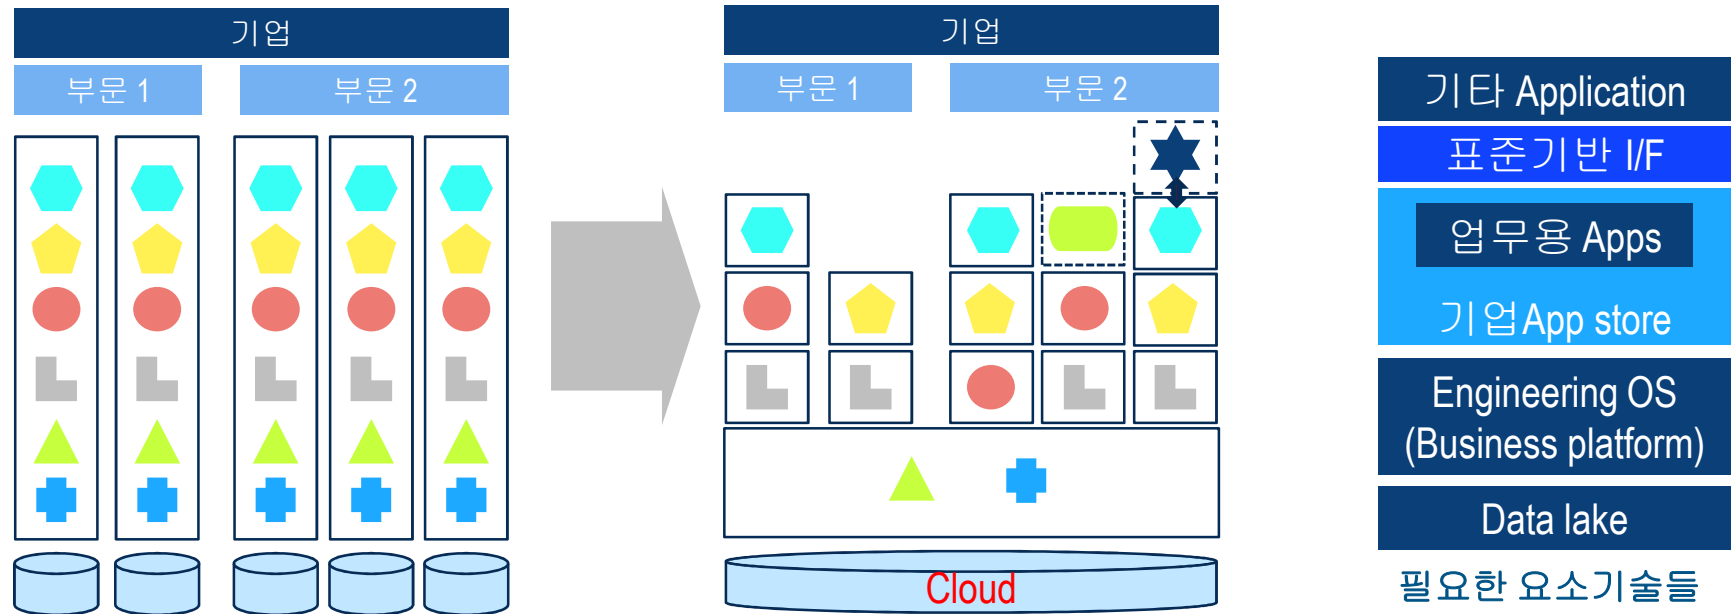 기업
부문 1
부문 2
기업
부문 1
부문 2
Cloud
기타 Application
표준기반 I/F
업무용 Apps
기업App store
Engineering OS
(Business platform)
Data lake
필요한 요소기술들